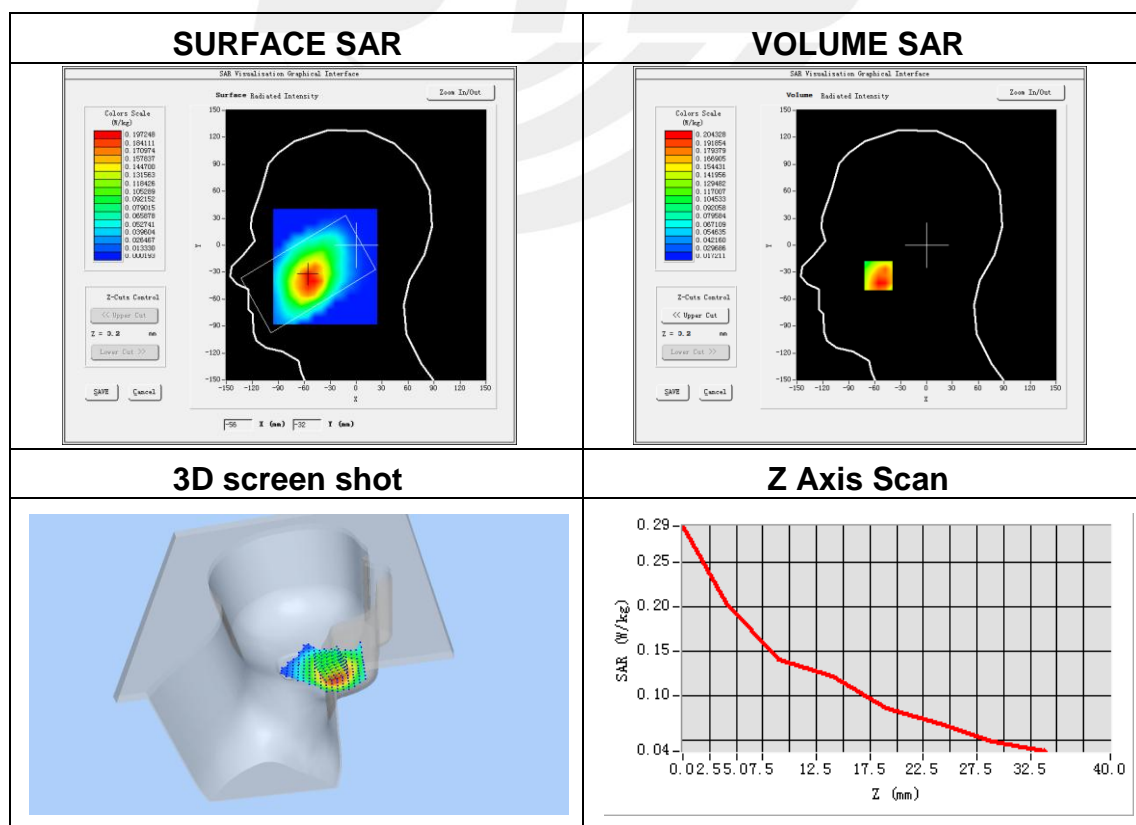 SURFACE SAR
VOLUME SAR
SAR Visualisation Graphical Interface
Surface Radiated Intensity
Zoom In/Out
Colors Scale
(W/kg)
0.197248
0.184111
0.170974
0.157837
0.144700
0.131563
0.118426
0.105289
0.092152
0.079015
0.065878
0.052741
0.039604
0.026467
0.013330
0.000193
Z-Cuts Control
<< Upper Cut
Z = 0.2 mm
Lower Cut >>
SAVE Cancel
150
120
90
60
30
0
-30
-60
-90
-120
-150
Y
-150 -120 -90 -60 -30 0 30 60 90 120 150
X
-56 X (mm) -32 Y (mm)
SAR Visualisation Graphical Interface
Volume Radiated Intensity
Zoom In/Out
Colors Scale
(W/kg)
0.204328
0.191854
0.179379
0.166905
0.154431
0.141956
0.129482
0.117007
0.104533
0.092058
0.079584
0.067109
0.054635
0.042160
0.029686
0.017211
Z-Cuts Control
<< Upper Cut
Z = 0.2 mm
Lower Cut >>
SAVE Cancel
150
120
90
60
30
0
-30
-60
-90
-120
-150
Y
-150 -120 -90 -60 -30 0 30 60 90 120 150
X
3D screen shot
Z Axis Scan
0.29
0.25
0.20
0.15
0.10
0.04
SAR (W/kg)
0.0 2.5 5.0 7.5 12.5 17.5 22.5 27.5 32.5 40.0
Z (mm)